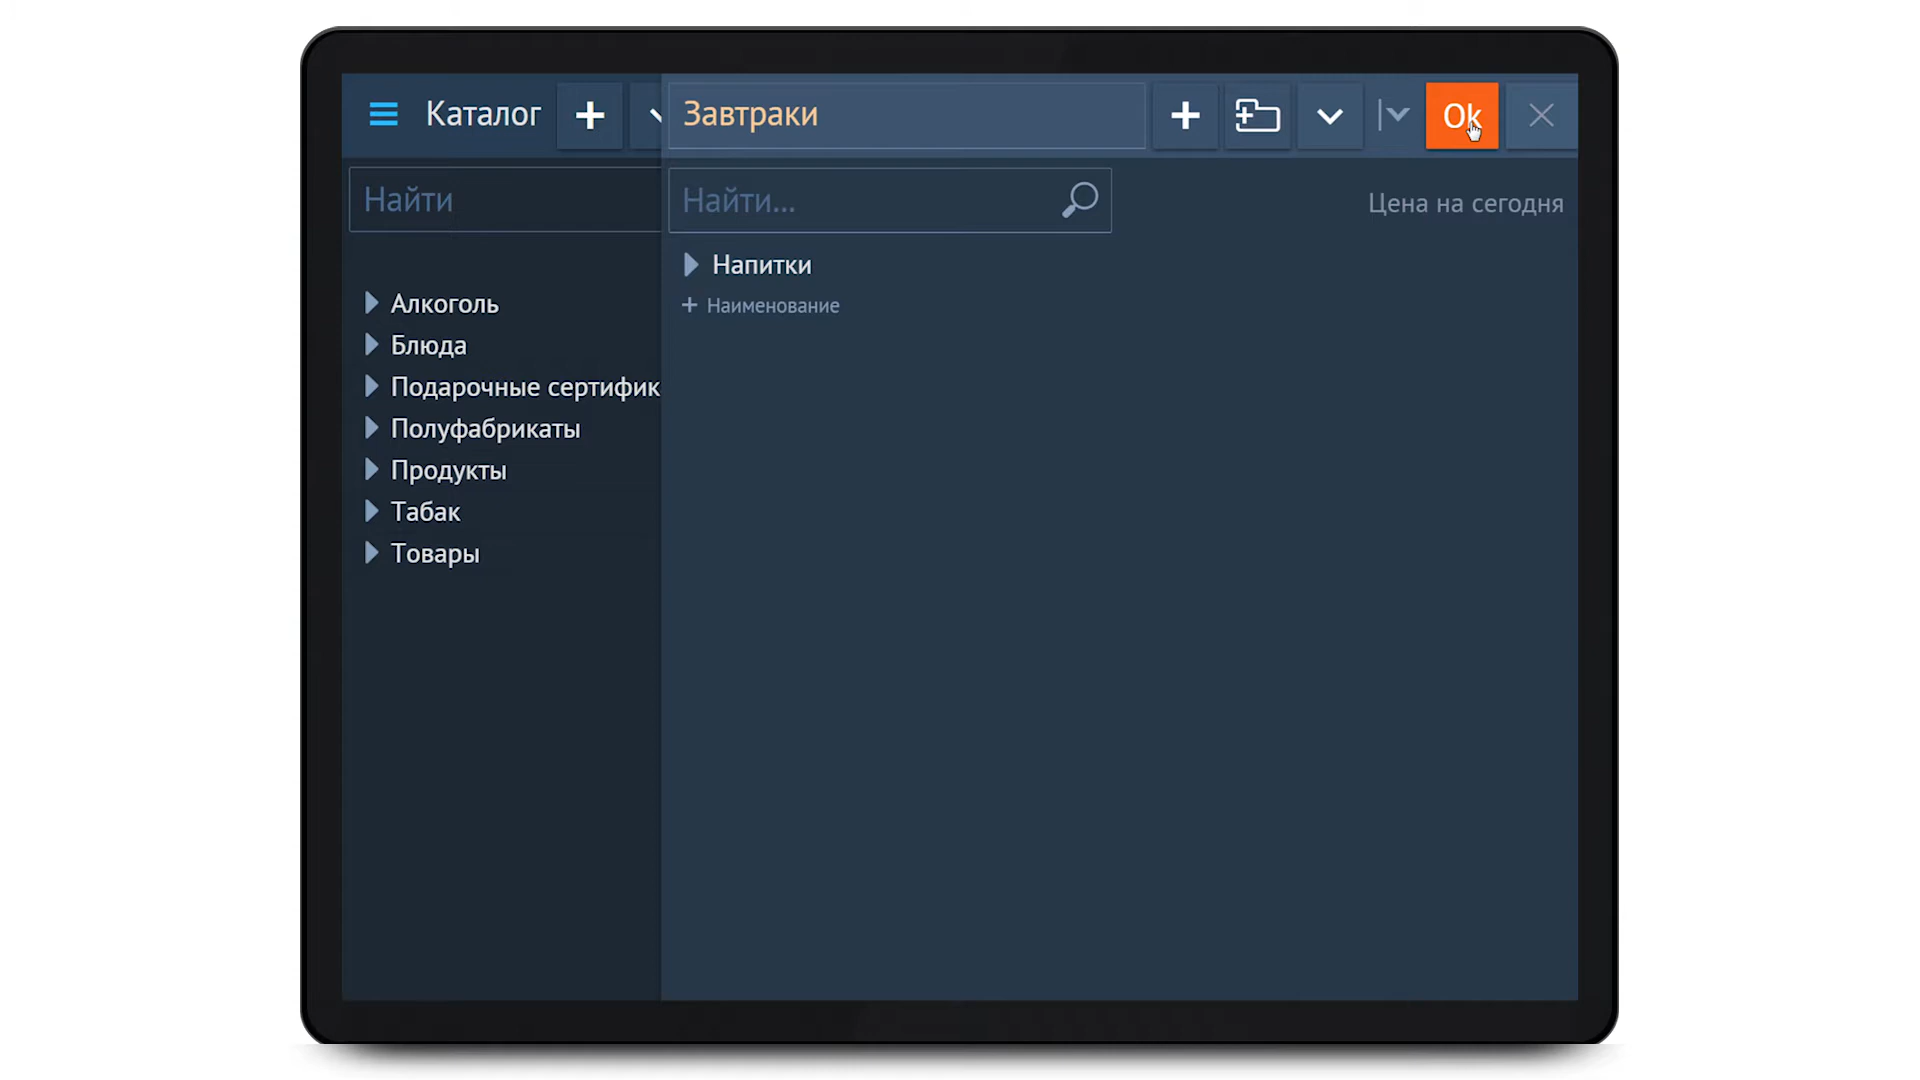 Каталог
Найти
Алкоголь
Блюда
Подарочные сертифик
Полуфабрикаты
Продукты
Табак
Товары
Завтраки
Ok
Найти...
Цена на сегодня
Напитки
+ Наименование